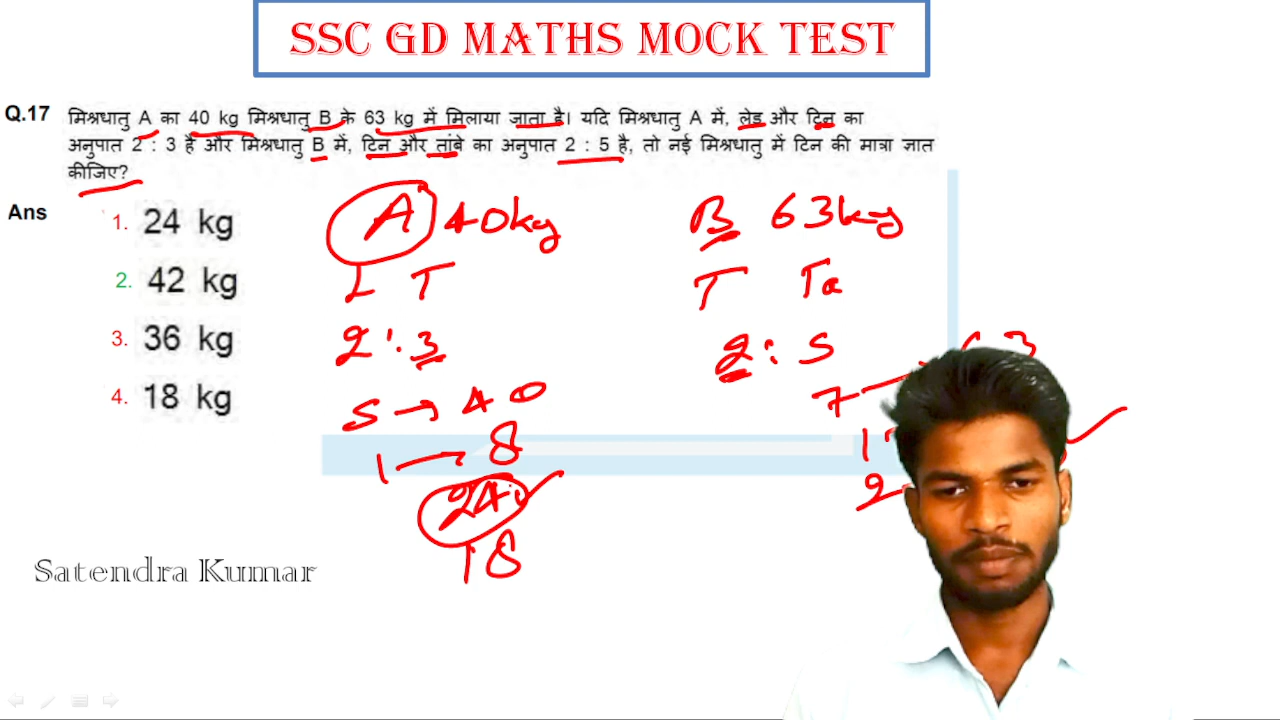 SSC GD MATHS MOCK TEST
Q.17 मिश्रधातु A का 40 kg मिश्रधातु B के 63 kg में मिलाया जाता है। यदि मिश्रधातु A में, लेड और टिन का
अनुपात 2 : 3 है और मिश्रधातु B में, टिन और तांबे का अनुपात 2 : 5 है, तो नई मिश्रधातु में टिन की मात्रा ज्ञात
कीजिए?
Ans 1. 24 kg
2. 42 kg
3. 36 kg
4. 18 kg
A 40kg
L T
2 : 3
5 → 40
1 → 8
24
18
B 63kg
T Ta
2 : 5
7
2
Satendra Kumar